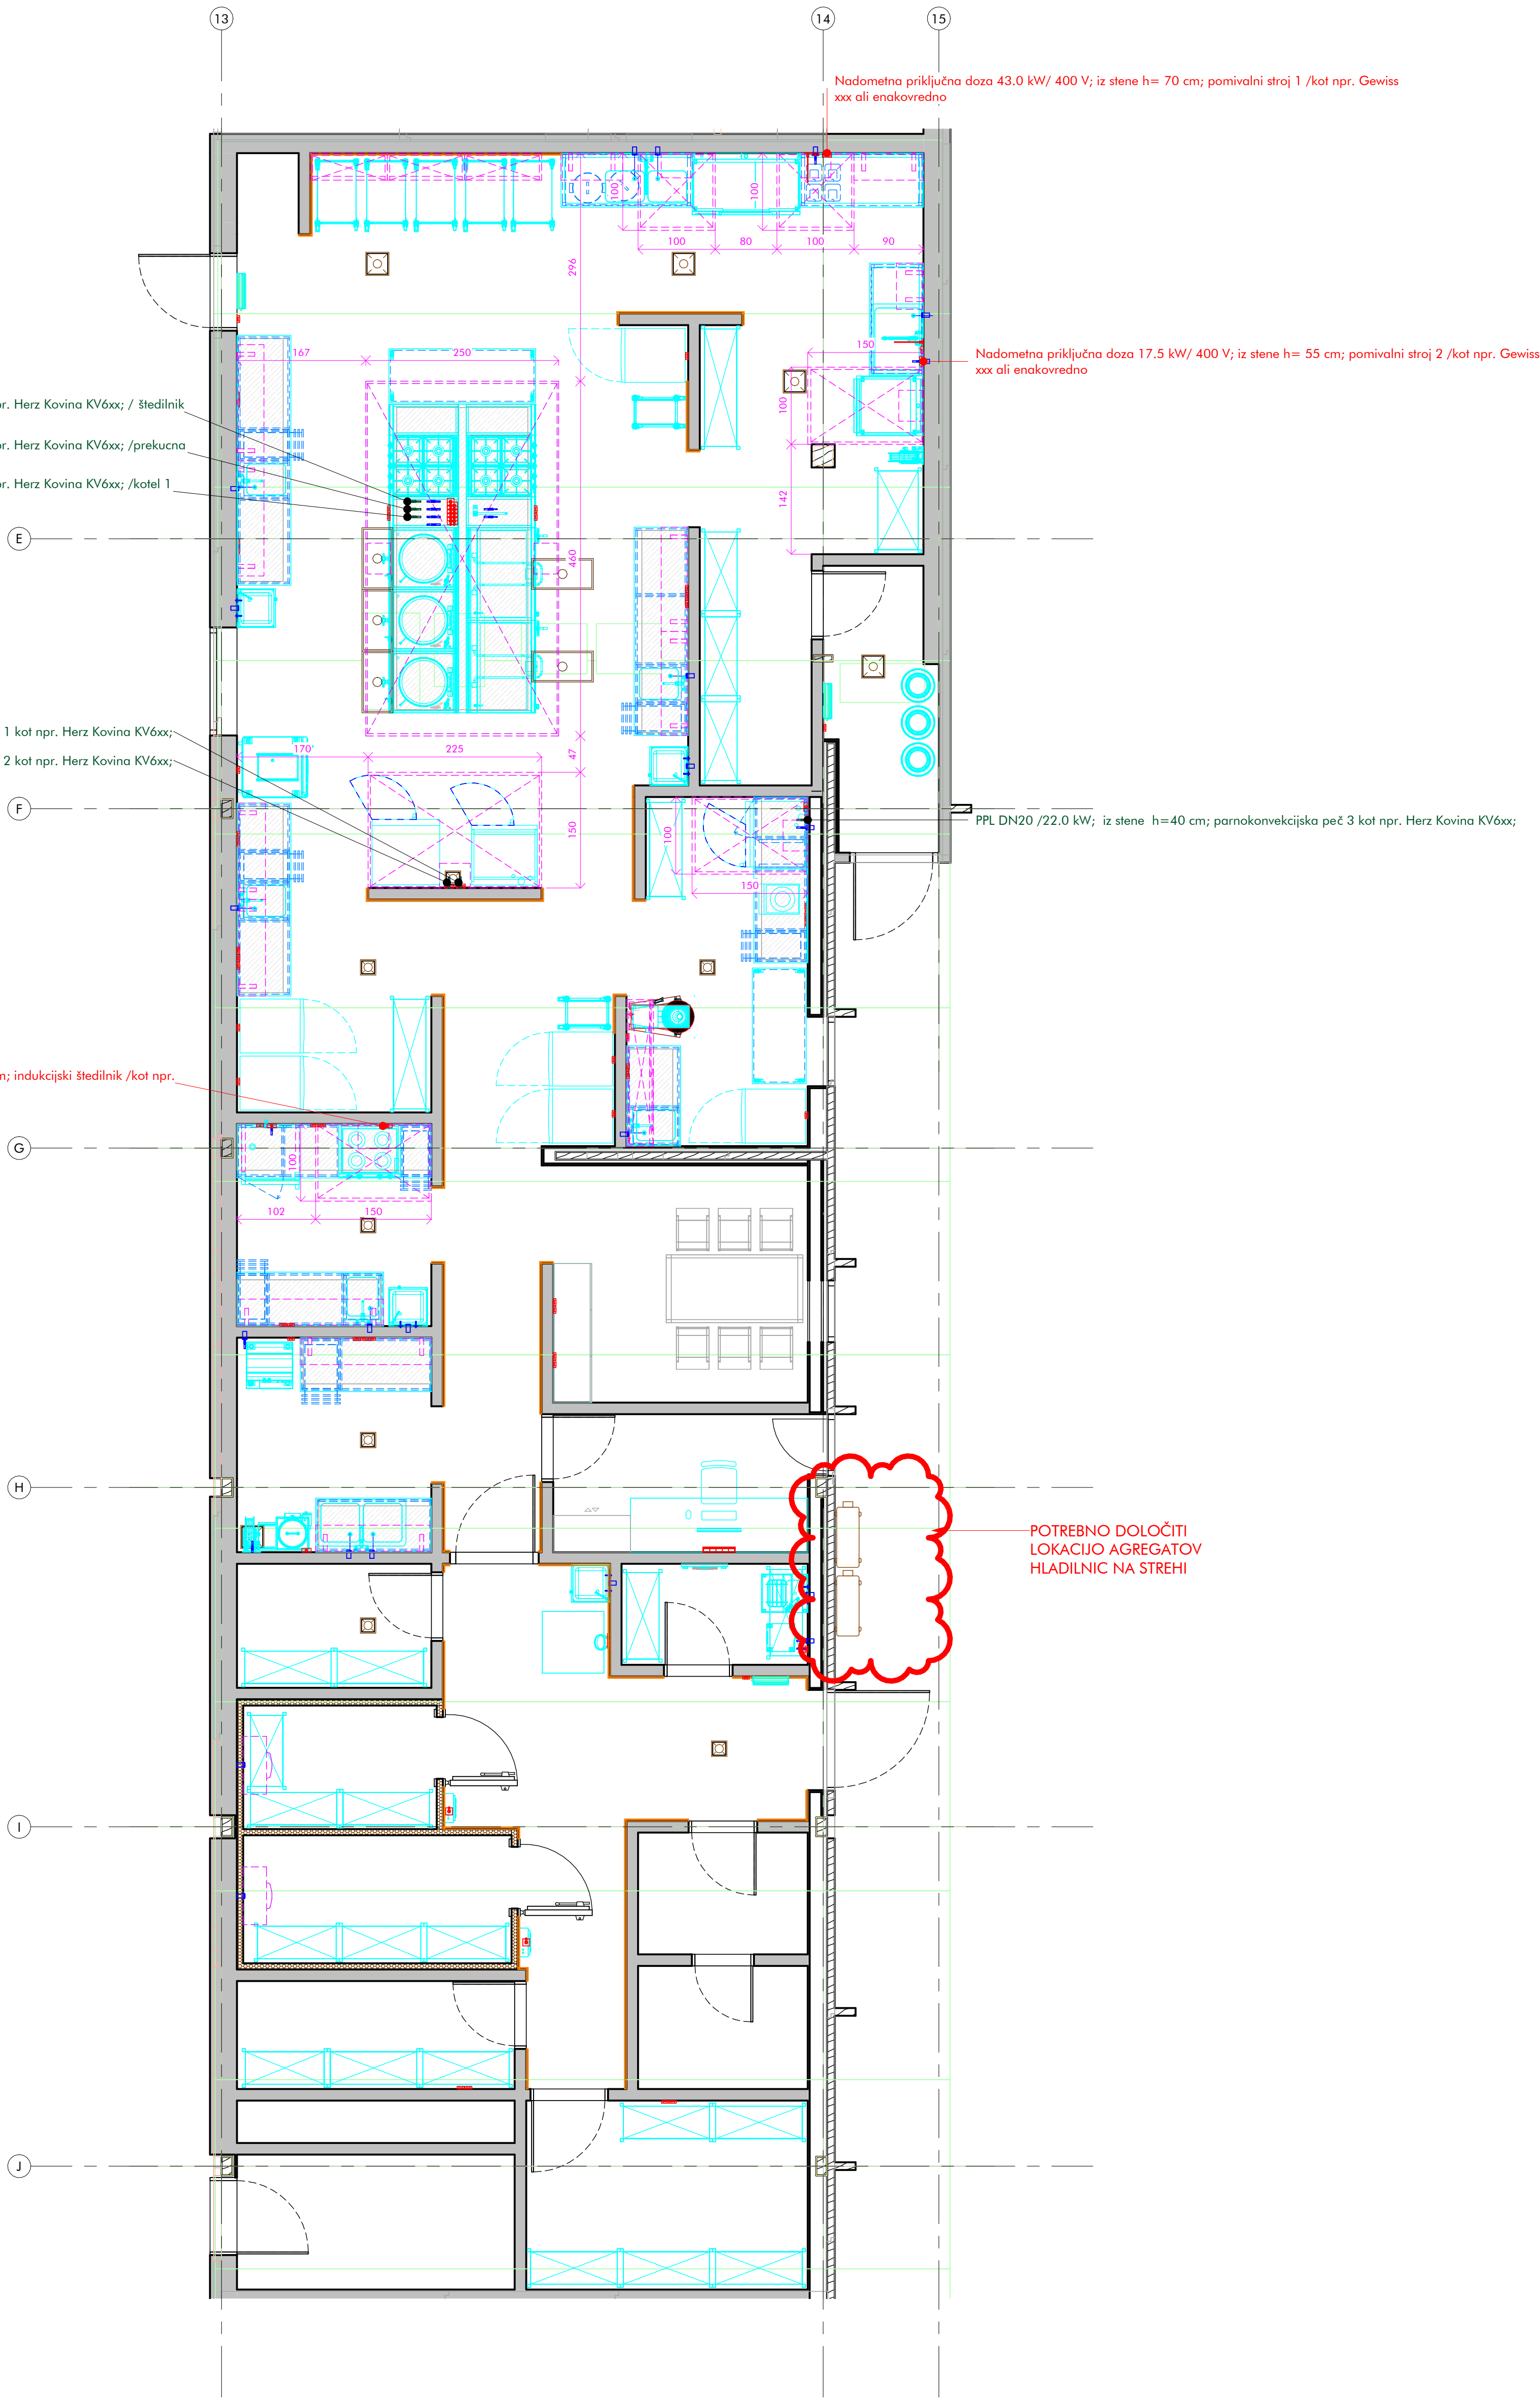 13
14
15
Nadometna priključna doza 43.0 kW/ 400 V; iz stene h= 70 cm; pomivalni stroj 1 /kot npr. Gewiss
xxx ali enakovredno
100
100
100
80
100
90
296
167
250
150
Nadometna priključna doza 17.5 kW/ 400 V; iz stene h= 55 cm; pomivalni stroj 2 /kot npr. Gewiss
xxx ali enakovredno
pr. Herz Kovina KV6xx; / štedilnik
100
pr. Herz Kovina KV6xx; /prekucna
pr. Herz Kovina KV6xx; /kotel 1
142
E
460
1 kot npr. Herz Kovina KV6xx;
170
225
47
2 kot npr. Herz Kovina KV6xx;
F
PPL DN20 /22.0 kW; iz stene h=40 cm; parnokonvekcijska peč 3 kot npr. Herz Kovina KV6xx;
150
100
150
m; indukcijski štedilnik /kot npr.
G
100
102
150
H
POTREBNO DOLOČITI
LOKACIJO AGREGATOV
HLADILNIC NA STREHI
I
J